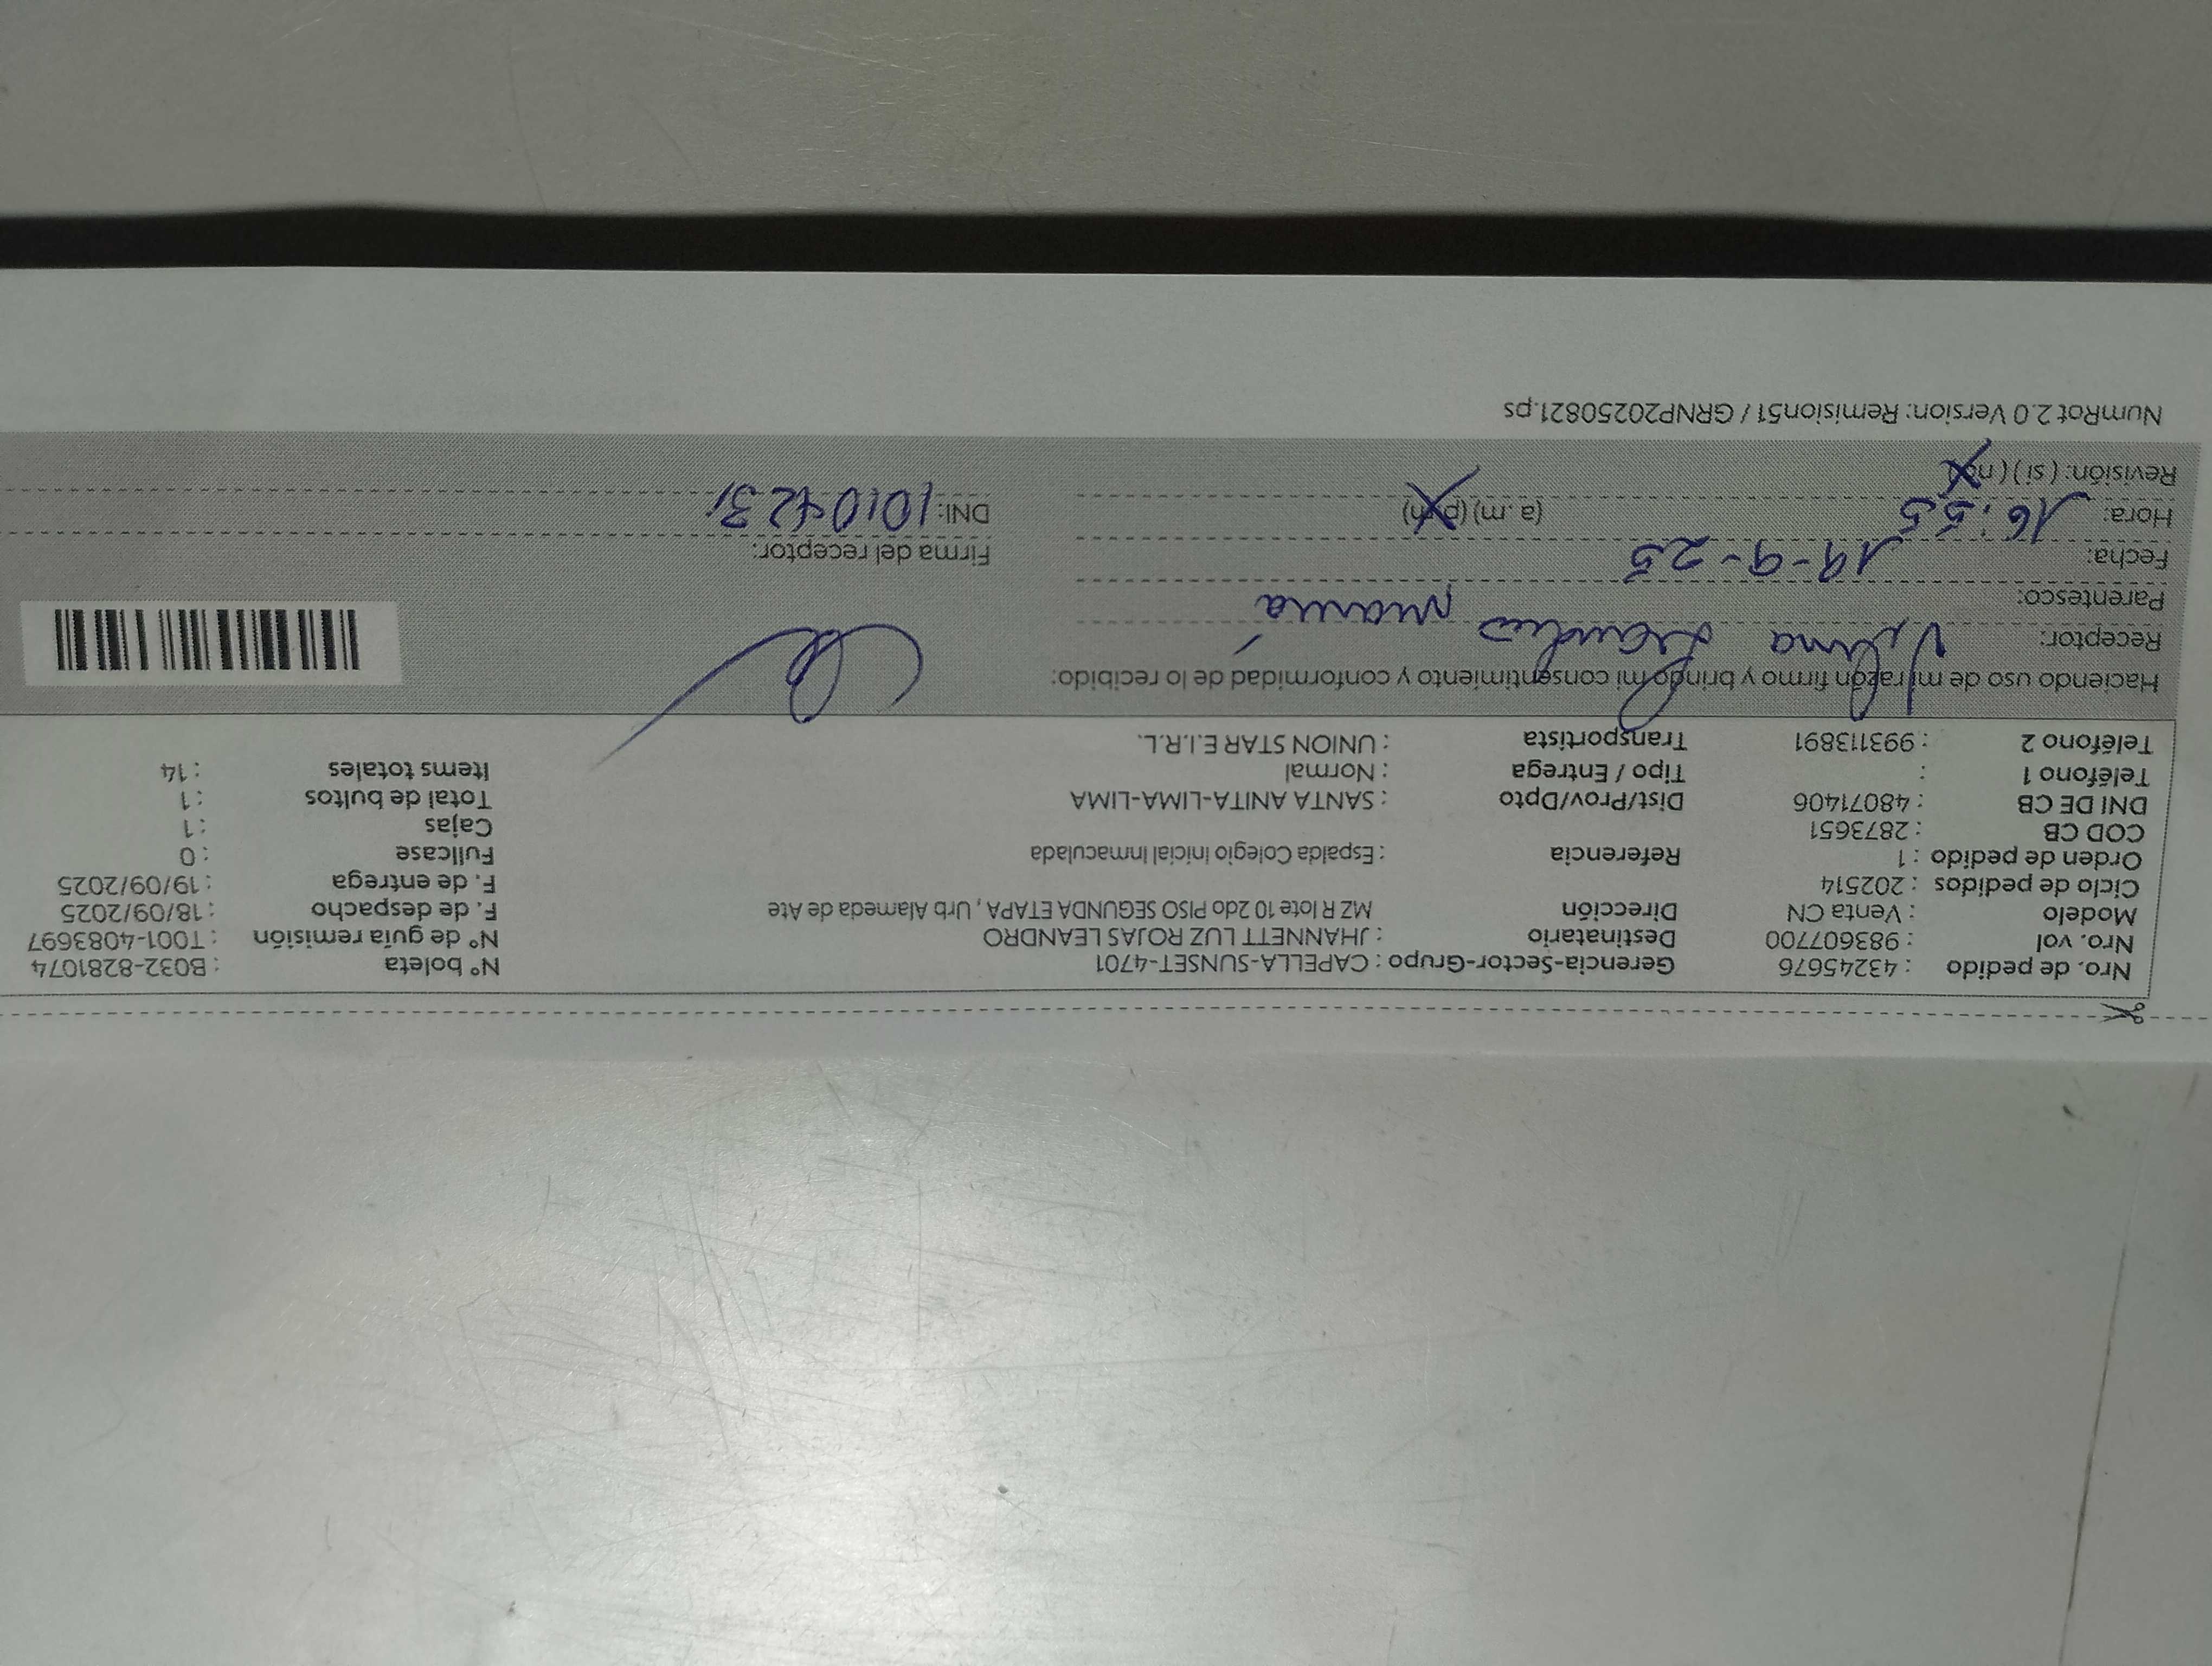 Nro. de pedido : 43245676 Gerencia-Sector-Grupo : CAPELLA-SUNSET-4701 N° boleta : B032-8281074
Nro. vol : 983607700 Destinatario : JHANNETT LUZ ROJAS LEANDRO N° de guía remisión : T001-4083697
Modelo : Venta CN Dirección MZ R lote 10 2do PISO SEGUNDA ETAPA , Urb Alameda de Ate F. de despacho : 18/09/2025
Ciclo de pedidos : 202514 F. de entrega : 19/09/2025
Orden de pedido : 1 Referencia : Espalda Colegio Inicial Inmaculada Fullcase : 0
COD CB : 2873651 Cajas : 1
DNI DE CB : 48071406 Dist/Prov/Dpto : SANTA ANITA-LIMA-LIMA Total de bultos : 1
Teléfono 1 : Tipo / Entrega : Normal Items totales : 14
Teléfono 2 : 993113891 Transportista : UNION STAR E.I.R.L.
Haciendo uso de mi razón firmo y brindo mi consentimiento y conformidad de lo recibido:
Receptor: Vilma
Parentesco: mamá
Fecha: 19-9-25 Firma del receptor:
Hora: 16:55 (a.m) (p.m) DNI: 10104231
Revisión: (si) (no)
NumRot 2.0 Version: Remision51 / GRNP20250821.ps